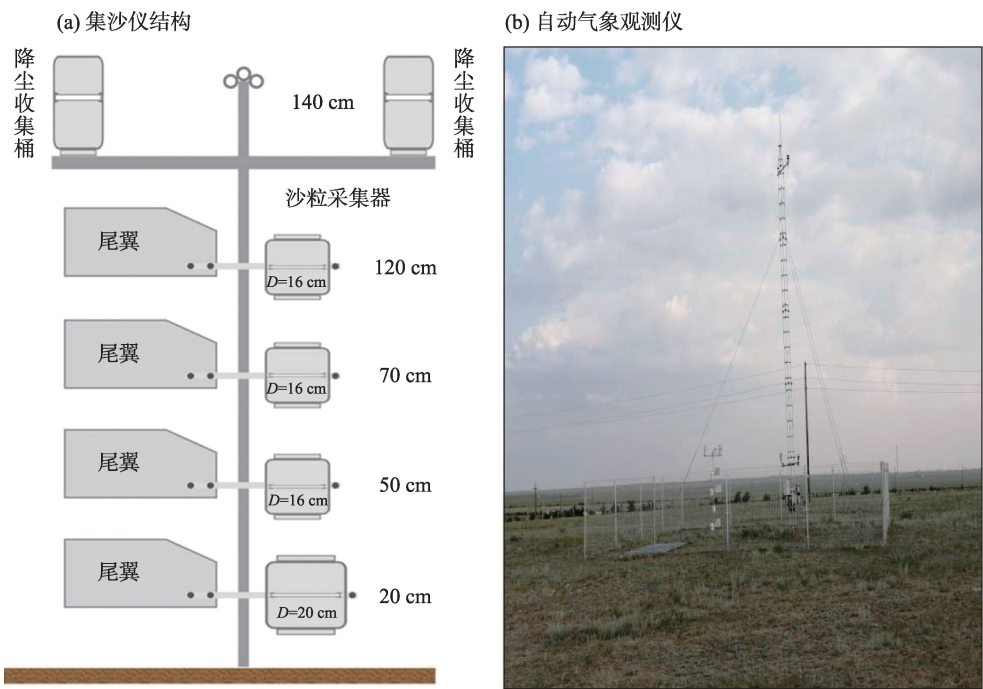 (a) 集沙仪结构
(b) 自动气象观测仪
降尘收集桶
140 cm
降尘收集桶
沙粒采集器
尾翼
D=16 cm
120 cm
尾翼
D=16 cm
70 cm
尾翼
D=16 cm
50 cm
尾翼
D=20 cm
20 cm